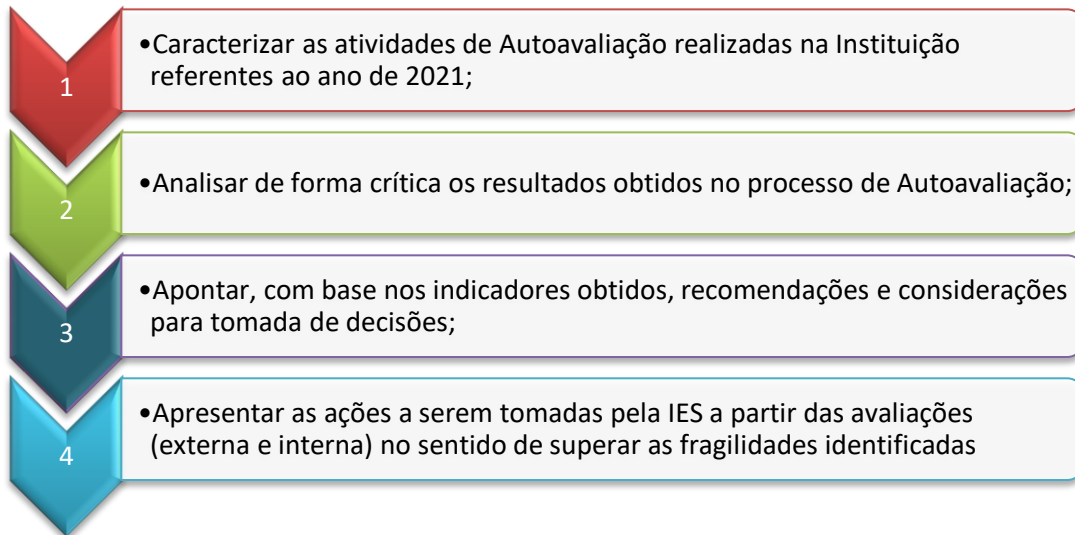 1
•Caracterizar as atividades de Autoavaliação realizadas na Instituição
referentes ao ano de 2021;
2
•Analisar de forma crítica os resultados obtidos no processo de Autoavaliação;
3
•Apontar, com base nos indicadores obtidos, recomendações e considerações
para tomada de decisões;
4
•Apresentar as ações a serem tomadas pela IES a partir das avaliações
(externa e interna) no sentido de superar as fragilidades identificadas